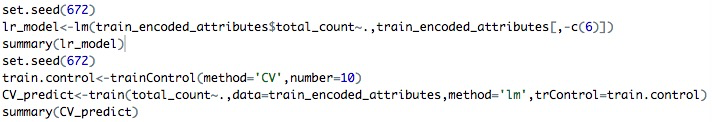 set.seed(672)
lr_model<-lm(train_encoded_attributes$total_count~.,train_encoded_attributes[,-c(6)])
summary(lr_model)
set.seed(672)
train.control<-trainControl(method='CV',number=10)
CV_predict<-train(total_count~.,data=train_encoded_attributes,method='lm',trControl=train.control)
summary(CV_predict)